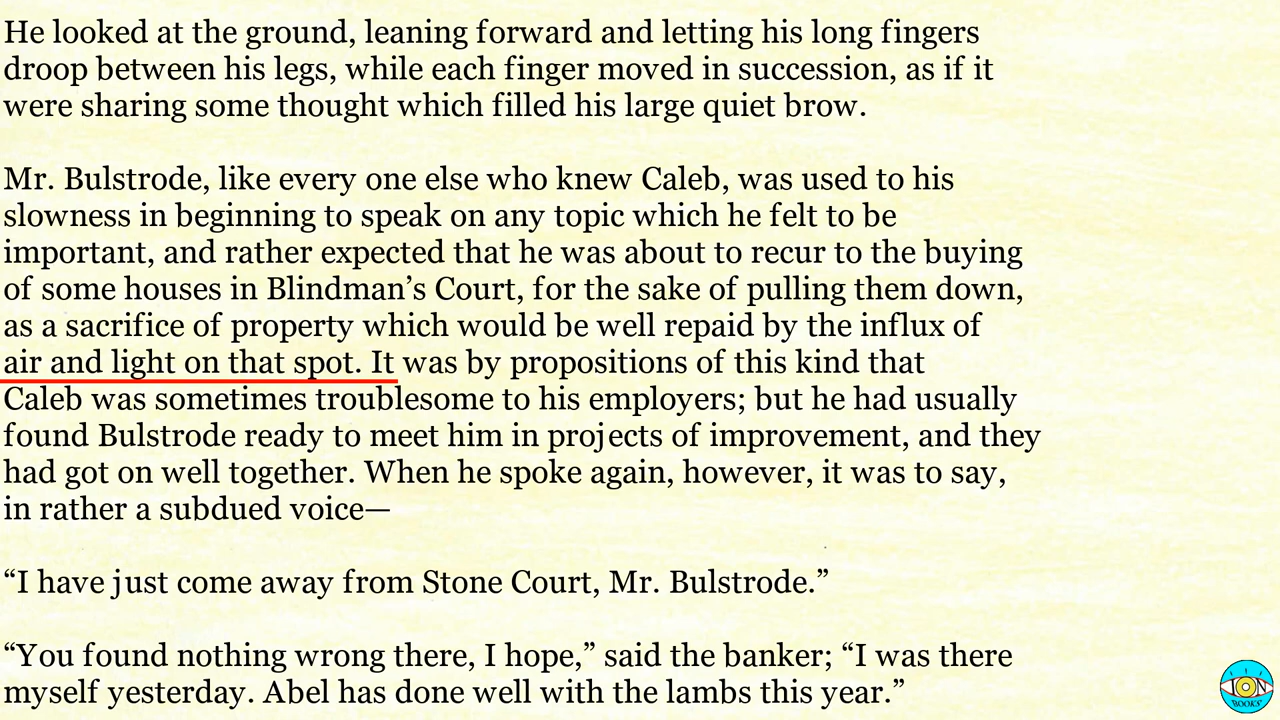 He looked at the ground, leaning forward and letting his long fingers
droop between his legs, while each finger moved in succession, as if it
were sharing some thought which filled his large quiet brow.
Mr. Bulstrode, like every one else who knew Caleb, was used to his
slowness in beginning to speak on any topic which he felt to be
important, and rather expected that he was about to recur to the buying
of some houses in Blindman’s Court, for the sake of pulling them down,
as a sacrifice of property which would be well repaid by the influx of
air and light on that spot. It was by propositions of this kind that
Caleb was sometimes troublesome to his employers; but he had usually
found Bulstrode ready to meet him in projects of improvement, and they
had got on well together. When he spoke again, however, it was to say,
in rather a subdued voice—
“I have just come away from Stone Court, Mr. Bulstrode.”
“You found nothing wrong there, I hope,” said the banker; “I was there
myself yesterday. Abel has done well with the lambs this year.”
ION
BOOKS